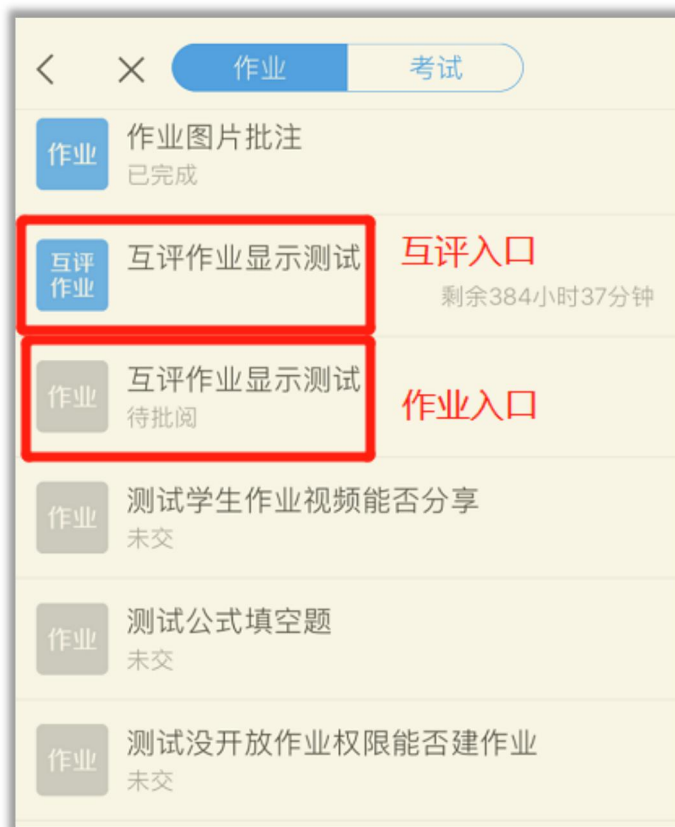 作业 考试
作业 作业图片批注
已完成
互评
作业
互评作业显示测试
互评入口
剩余384小时37分钟
作业 互评作业显示测试
待批阅
作业入口
作业 测试学生作业视频能否分享
未交
作业 测试公式填空题
未交
作业 测试没开放作业权限能否建作业
未交